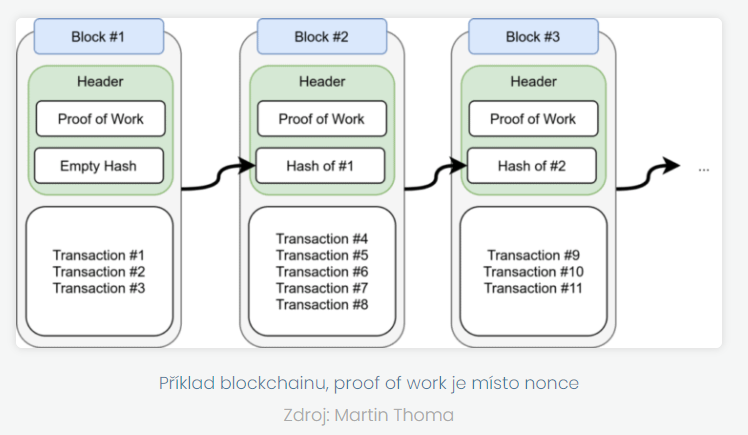 Block #1
Header
Proof of Work
Empty Hash
Transaction #1
Transaction #2
Transaction #3
Block #2
Header
Proof of Work
Hash of #1
Transaction #4
Transaction #5
Transaction #6
Transaction #7
Transaction #8
Block #3
Header
Proof of Work
Hash of #2
Transaction #9
Transaction #10
Transaction #11
...
Příklad blockchainu, proof of work je místo nonce
Zdroj: Martin Thoma